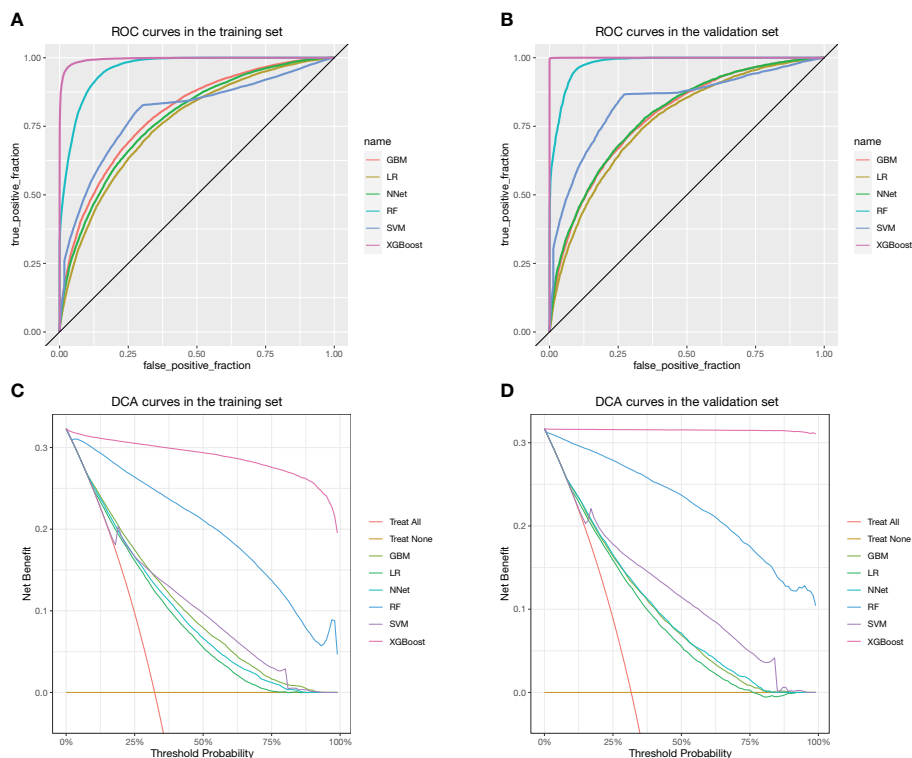 A
ROC curves in the training set
1.00
0.75
0.50
0.25
0.00
true_positive_fraction
0.00 0.25 0.50 0.75 1.00
false_positive_fraction
name
GBM
LR
NNet
RF
SVM
XGBoost
B
ROC curves in the validation set
1.00
0.75
0.50
0.25
0.00
true_positive_fraction
0.00 0.25 0.50 0.75 1.00
false_positive_fraction
name
GBM
LR
NNet
RF
SVM
XGBoost
C
DCA curves in the training set
0.3
0.2
0.1
0.0
Net Benefit
0% 25% 50% 75% 100%
Threshold Probability
Treat All
Treat None
GBM
LR
NNet
RF
SVM
XGBoost
D
DCA curves in the validation set
0.3
0.2
0.1
0.0
Net Benefit
0% 25% 50% 75% 100%
Threshold Probability
Treat All
Treat None
GBM
LR
NNet
RF
SVM
XGBoost